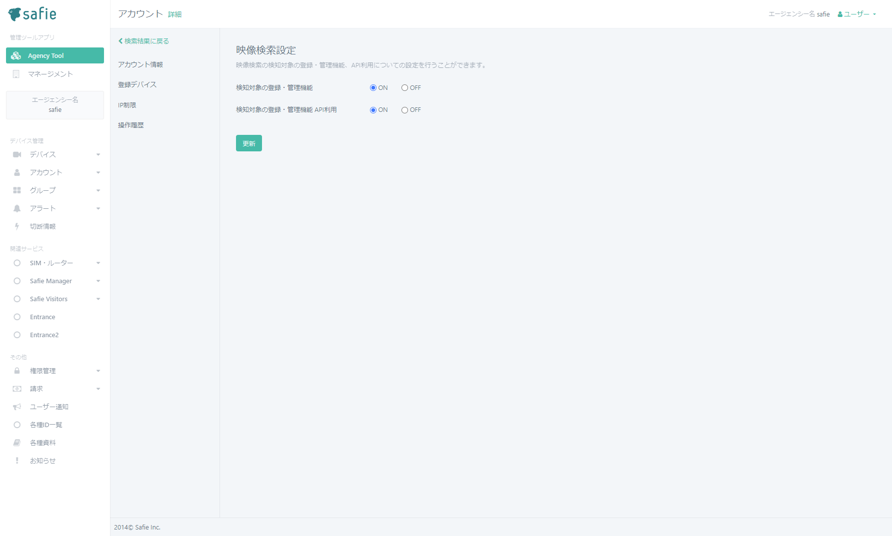 safie
管理ツールアプリ
Agency Tool
マネージメント
エージェンシー名
safie
デバイス管理
デバイス
アカウント
グループ
アラート
切断情報
関連サービス
SIM・ルーター
Safie Manager
Safie Visitors
Entrance
Entrance2
その他
権限管理
請求
ユーザー通知
各種ID一覧
各種資料
お知らせ
アカウント 詳細
エージェンシー名 safie
ユーザー
検索結果に戻る
アカウント情報
登録デバイス
IP制限
操作履歴
映像検索設定
映像検索の検知対象の登録・管理機能、API利用についての設定を行うことができます。
検知対象の登録・管理機能 ON OFF
検知対象の登録・管理機能 API利用 ON OFF
更新
2014© Safie Inc.